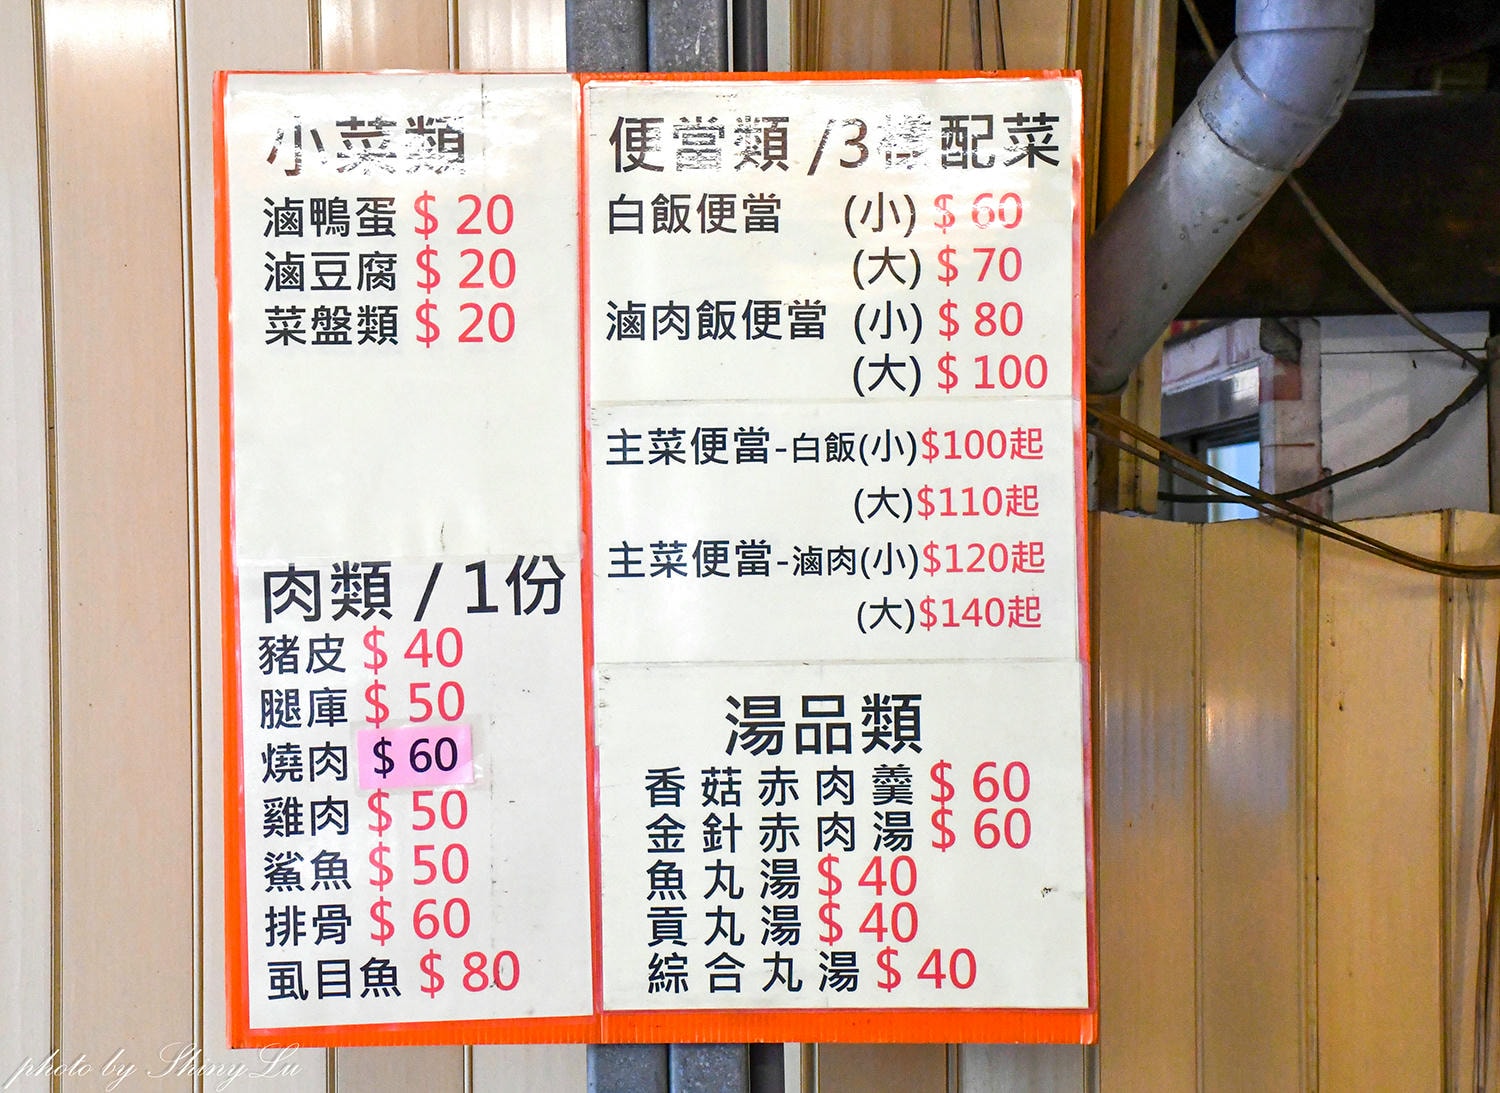 小菜類
滷鴨蛋 $ 20
滷豆腐 $ 20
菜盤類 $ 20
肉類 / 1份
豬皮 $ 40
腿庫 $ 50
燒肉 $ 60
雞肉 $ 50
鯊魚 $ 50
排骨 $ 60
虱目魚 $ 80
便當類 /3樣配菜
白飯便當 (小) $ 60
(大) $ 70
滷肉飯便當 (小) $ 80
(大) $ 100
主菜便當-白飯(小)$100起
(大)$110起
主菜便當-滷肉(小)$120起
(大)$140起
湯品類
香菇赤肉羹 $ 60
金針赤肉湯 $ 60
魚丸湯 $ 40
貢丸湯 $ 40
綜合丸湯 $ 40
photo by ShinyLu